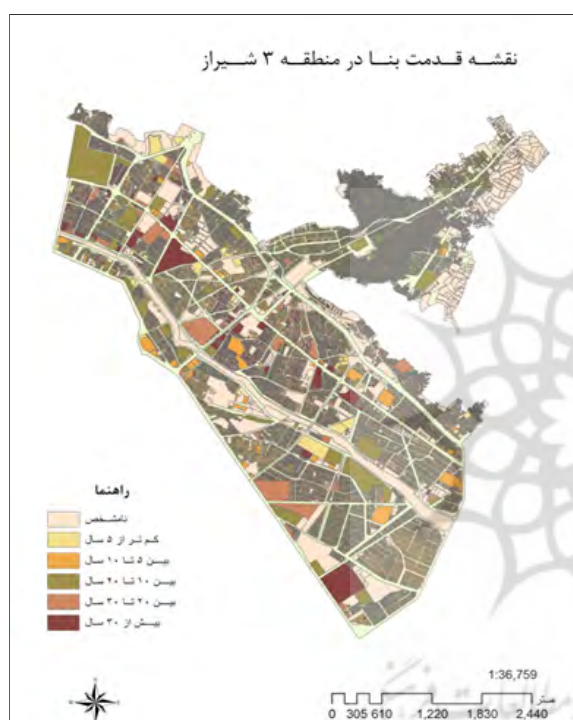 نقشه قدمت بنا در منطقه ۳ شیراز
راهنما
نامشخص
کم تر از ۵ سال
بین ۵ تا ۱۰ سال
بین ۱۰ تا ۲۰ سال
بین ۲۰ تا ۳۰ سال
بیش از ۳۰ سال
1:36,759
متر
0 305 610 1,220 1,830 2,440